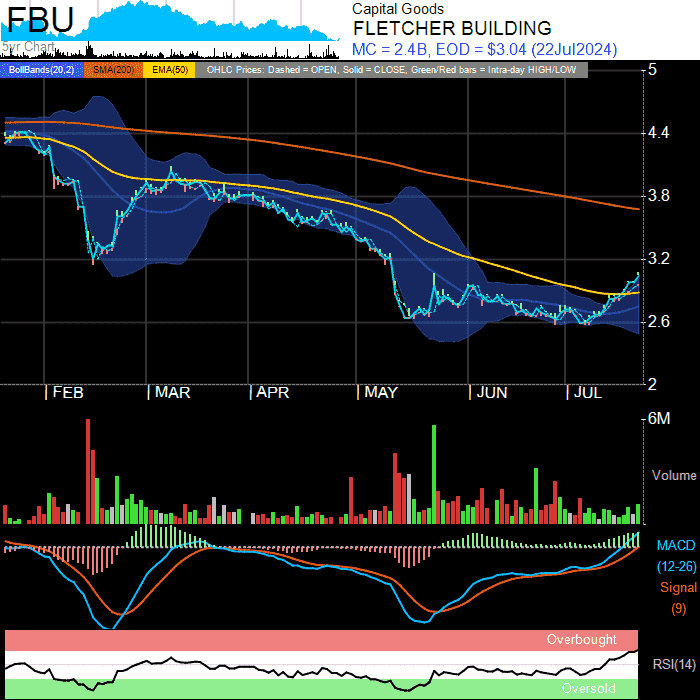 FBU
5yr Chart
Capital Goods
FLETCHER BUILDING
MC = 2.4B, EOD = $3.04 (22Jul2024)
BollBands(20,2) SMA(200) EMA(50) OHLC Prices: Dashed = OPEN, Solid = CLOSE, Green/Red bars = Intra-day HIGH/LOW
5
4.4
3.8
3.2
2.6
2
| FEB | MAR | APR | MAY | JUN | JUL
6M
Volume
MACD
(12-26)
Signal
(9)
Overbought
RSI(14)
Oversold